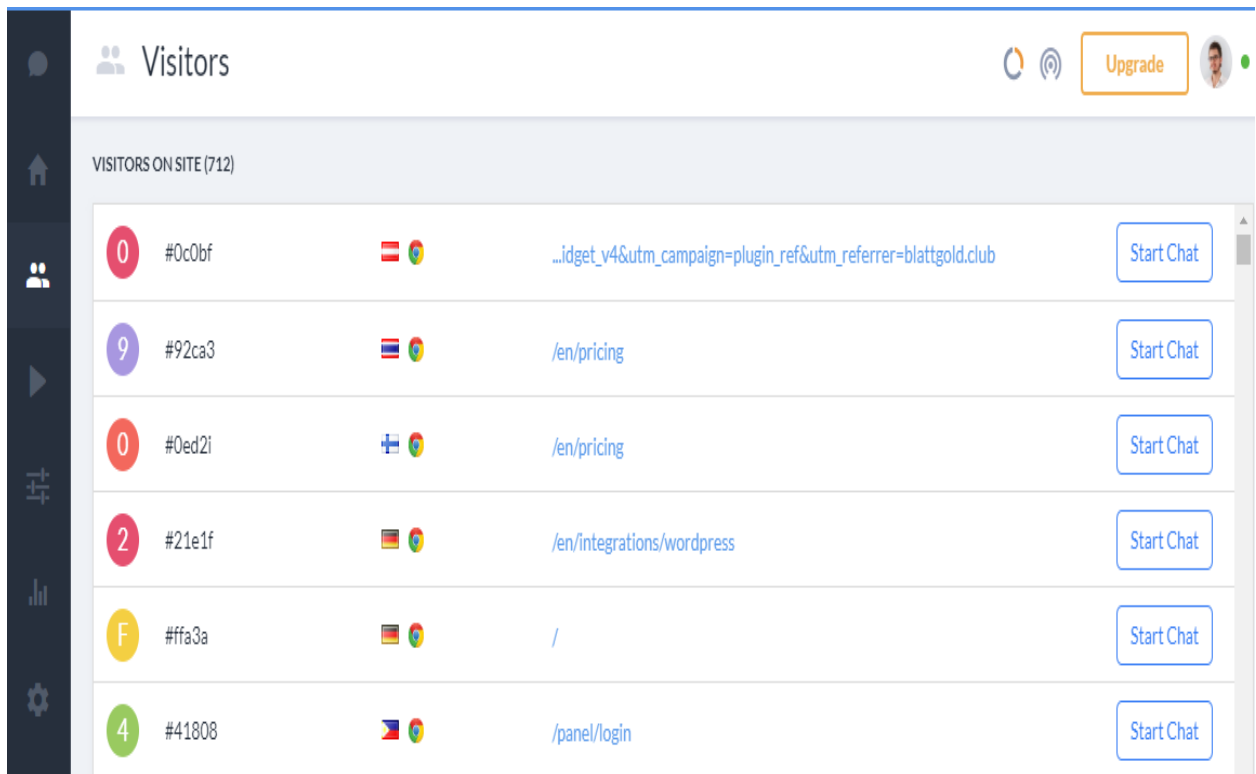 Visitors
Upgrade
VISITORS ON SITE (712)
0 #0c0bf ...idget_v4&utm_campaign=plugin_ref&utm_referrer=blattgold.club Start Chat
9 #92ca3 /en/pricing Start Chat
0 #0ed2i /en/pricing Start Chat
2 #21e1f /en/integrations/wordpress Start Chat
F #ffa3a / Start Chat
4 #41808 /panel/login Start Chat